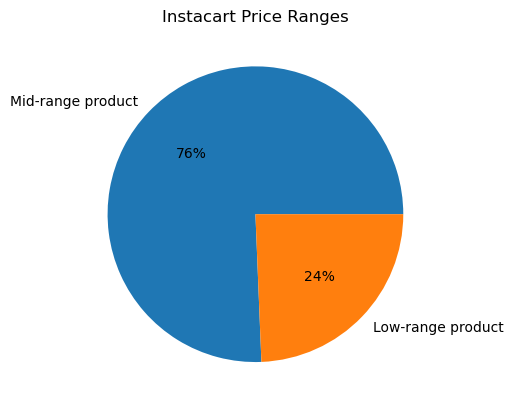 Instacart Price Ranges
Mid-range product
76%
24%
Low-range product